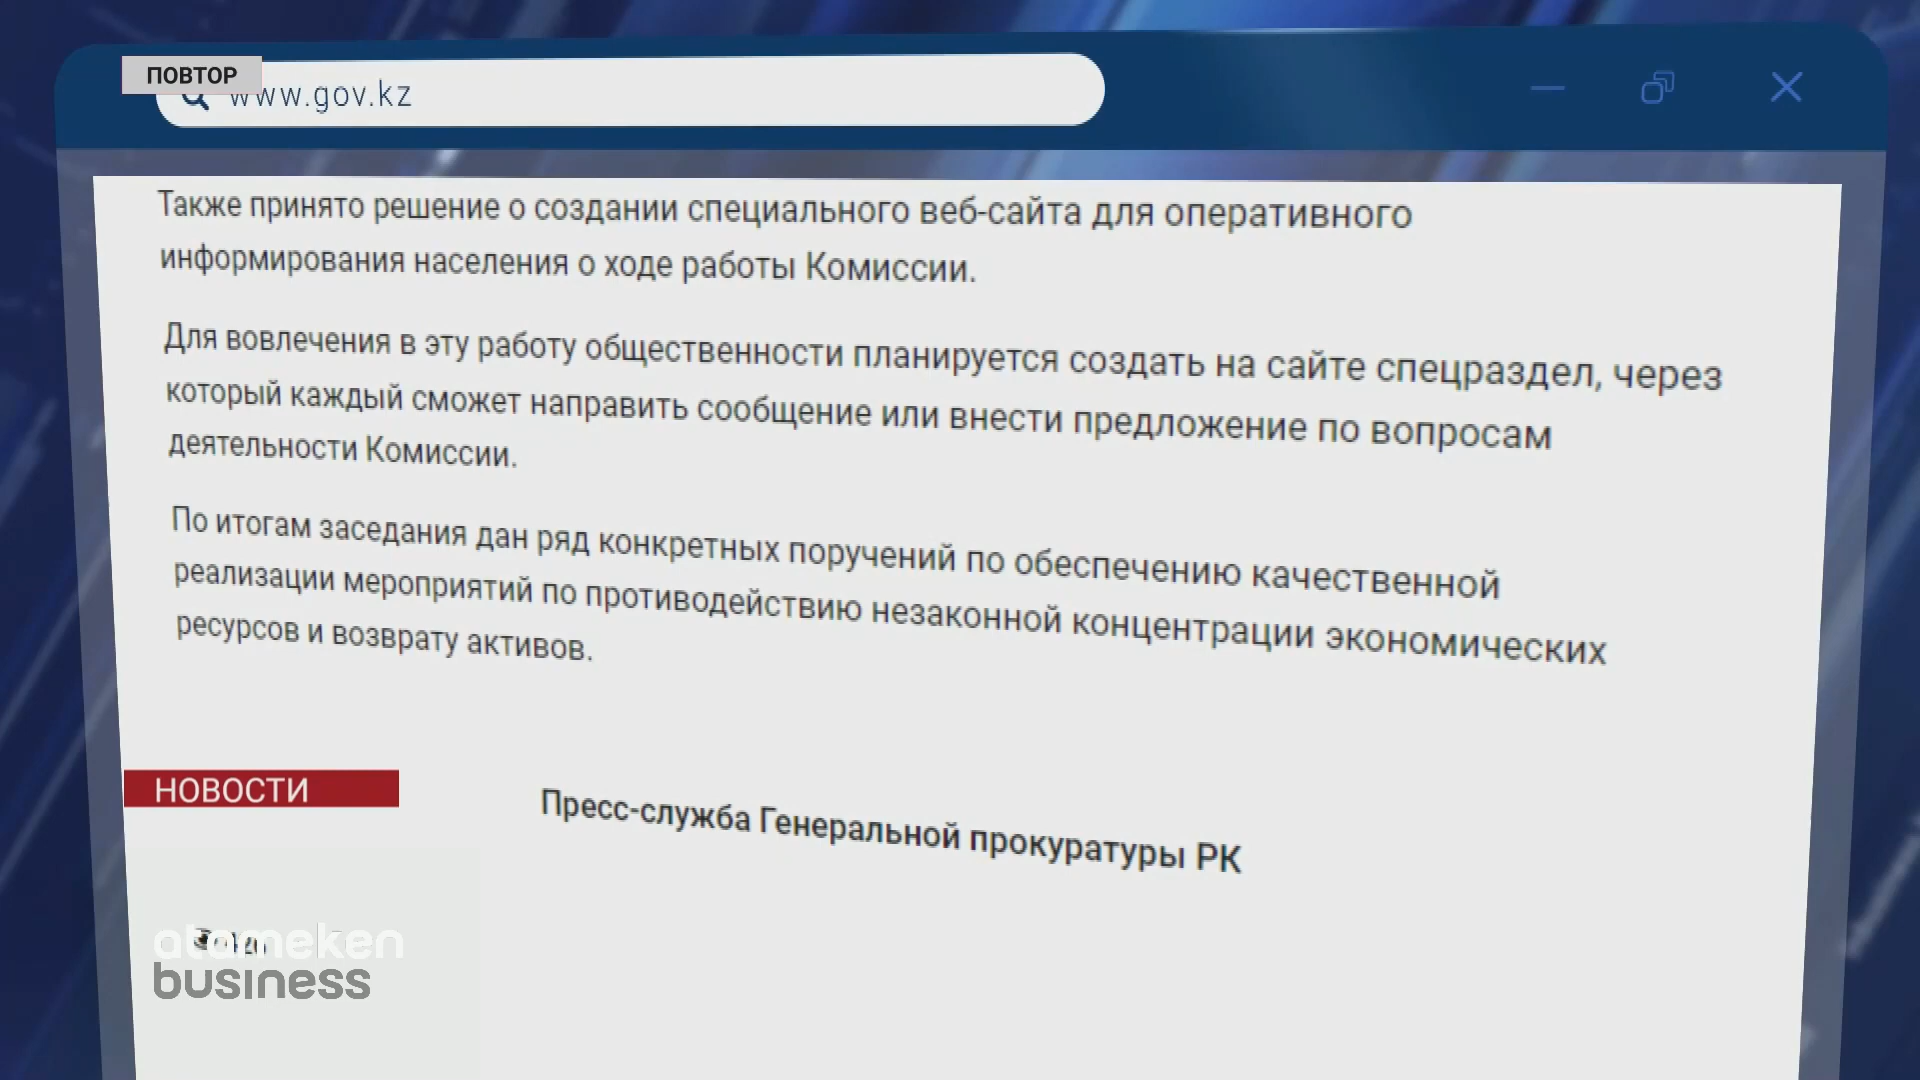 ПОВТОР
www.gov.kz
Также принято решение о создании специального веб-сайта для оперативного
информирования населения о ходе работы Комиссии.
Для вовлечения в эту работу общественности планируется создать на сайте спецраздел, через
который каждый сможет направить сообщение или внести предложение по вопросам
деятельности Комиссии.
По итогам заседания дан ряд конкретных поручений по обеспечению качественной
реализации мероприятий по противодействию незаконной концентрации экономических
ресурсов и возврату активов.
НОВОСТИ
Пресс-служба Генеральной прокуратуры РК
atameken
business